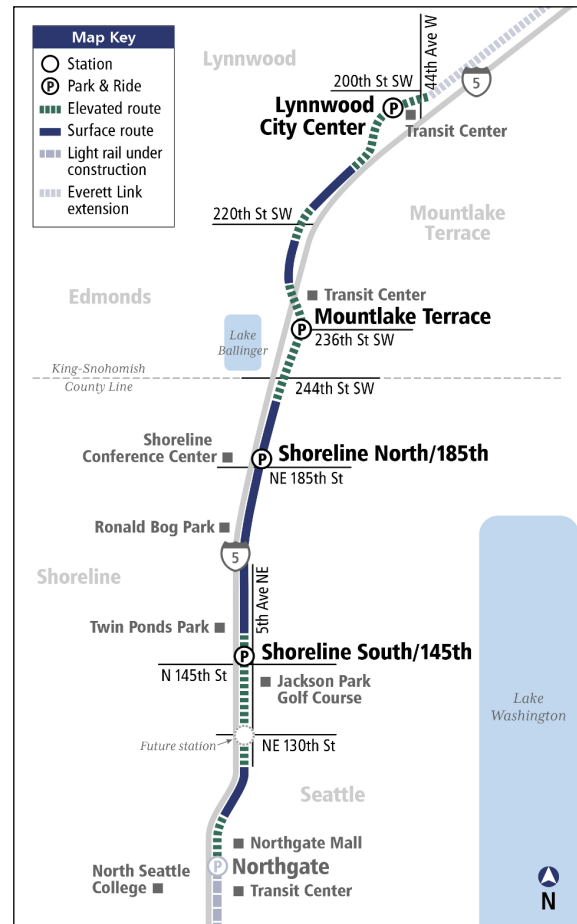 Map Key
Station
P Park & Ride
Elevated route
Surface route
Light rail under
construction
Everett Link
extension
Lynnwood
44th Ave W
200th St SW
5
Lynnwood
City Center
P
Transit Center
220th St SW
Mountlake
Terrace
Edmonds
Transit Center
P
Mountlake Terrace
236th St SW
Lake
Ballinger
King-Snohomish
County Line
244th St SW
Shoreline
Conference Center
P
Shoreline North/185th
NE 185th St
Ronald Bog Park
5
Shoreline
5th Ave NE
Twin Ponds Park
P
Shoreline South/145th
N 145th St
Jackson Park
Golf Course
Lake
Washington
Future station
NE 130th St
Seattle
Northgate Mall
P
Northgate
North Seattle
College
Transit Center
N